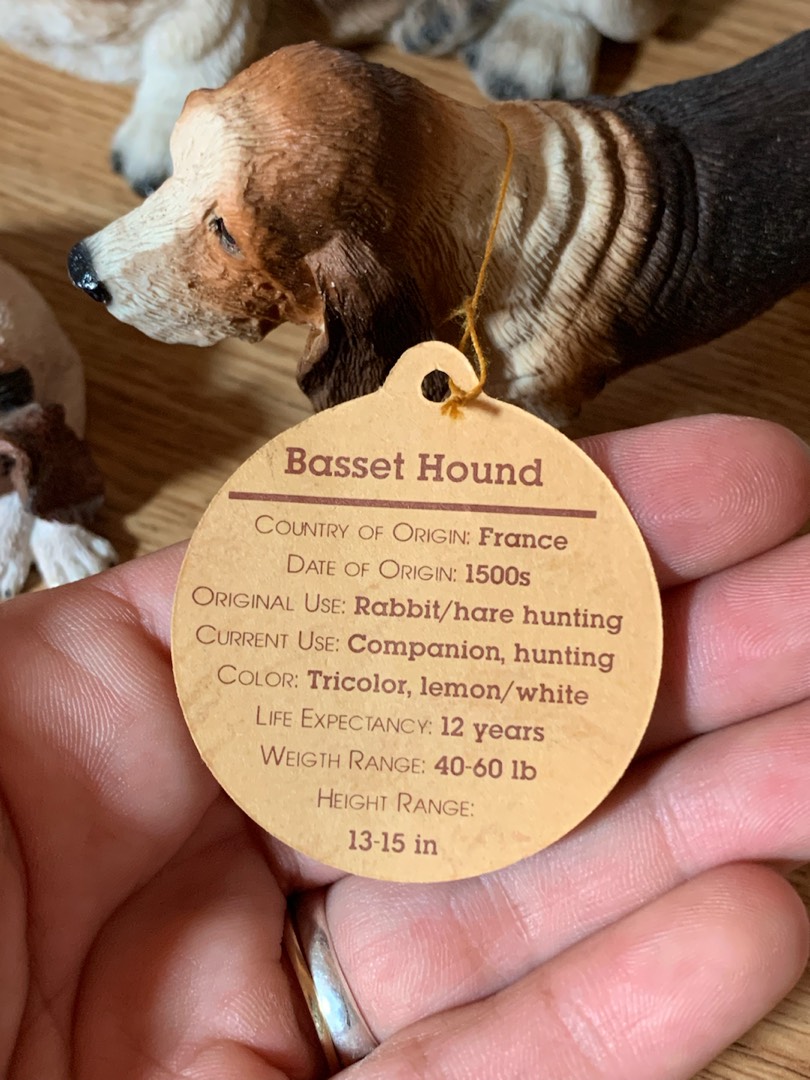 Basset Hound
Country of Origin: France
Date of Origin: 1500s
Original Use: Rabbit/hare hunting
Current Use: Companion, hunting
Color: Tricolor, lemon/white
Life Expectancy: 12 years
Weigth Range: 40-60 lb
Height Range:
13-15 in